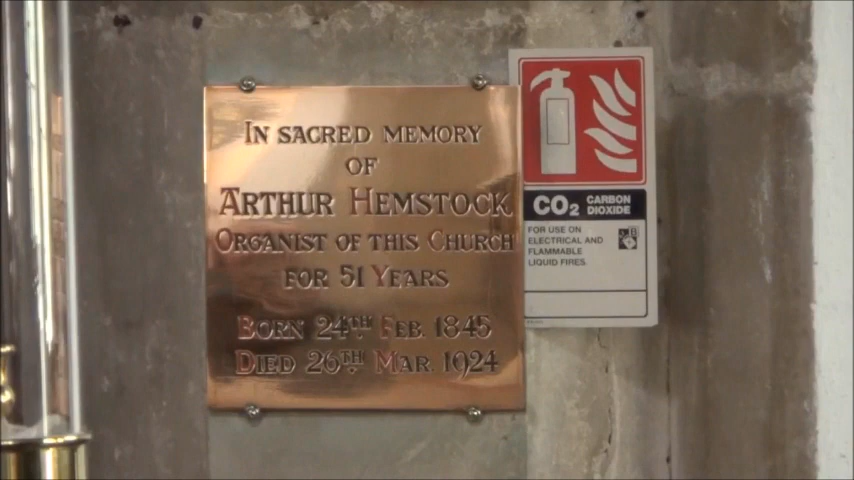 IN SACRED MEMORY
OF
ARTHUR HEMSTOCK
ORGANIST OF THIS CHURCH
FOR 51 YEARS
BORN 24TH FEB. 1845
DIED 26TH MAR. 1924
CO2 CARBON
DIOXIDE
FOR USE ON
ELECTRICAL AND
FLAMMABLE
LIQUID FIRES
B